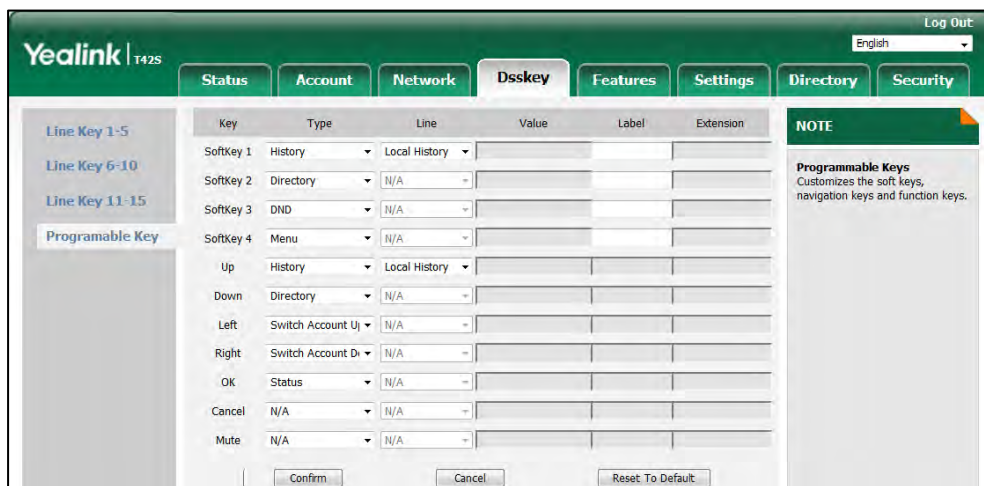 Log Out
Yealink T42S
English
Status Account Network Dsskey Features Settings Directory Security
Line Key 1-5
Line Key 6-10
Line Key 11-15
Programable Key
Key Type Line Value Label Extension
SoftKey 1 History Local History
SoftKey 2 Directory N/A
SoftKey 3 DND N/A
SoftKey 4 Menu N/A
Up History Local History
Down Directory N/A
Left Switch Account U N/A
Right Switch Account D N/A
OK Status N/A
Cancel N/A N/A
Mute N/A N/A
Confirm Cancel Reset To Default
NOTE
Programmable Keys
Customizes the soft keys,
navigation keys and function keys.